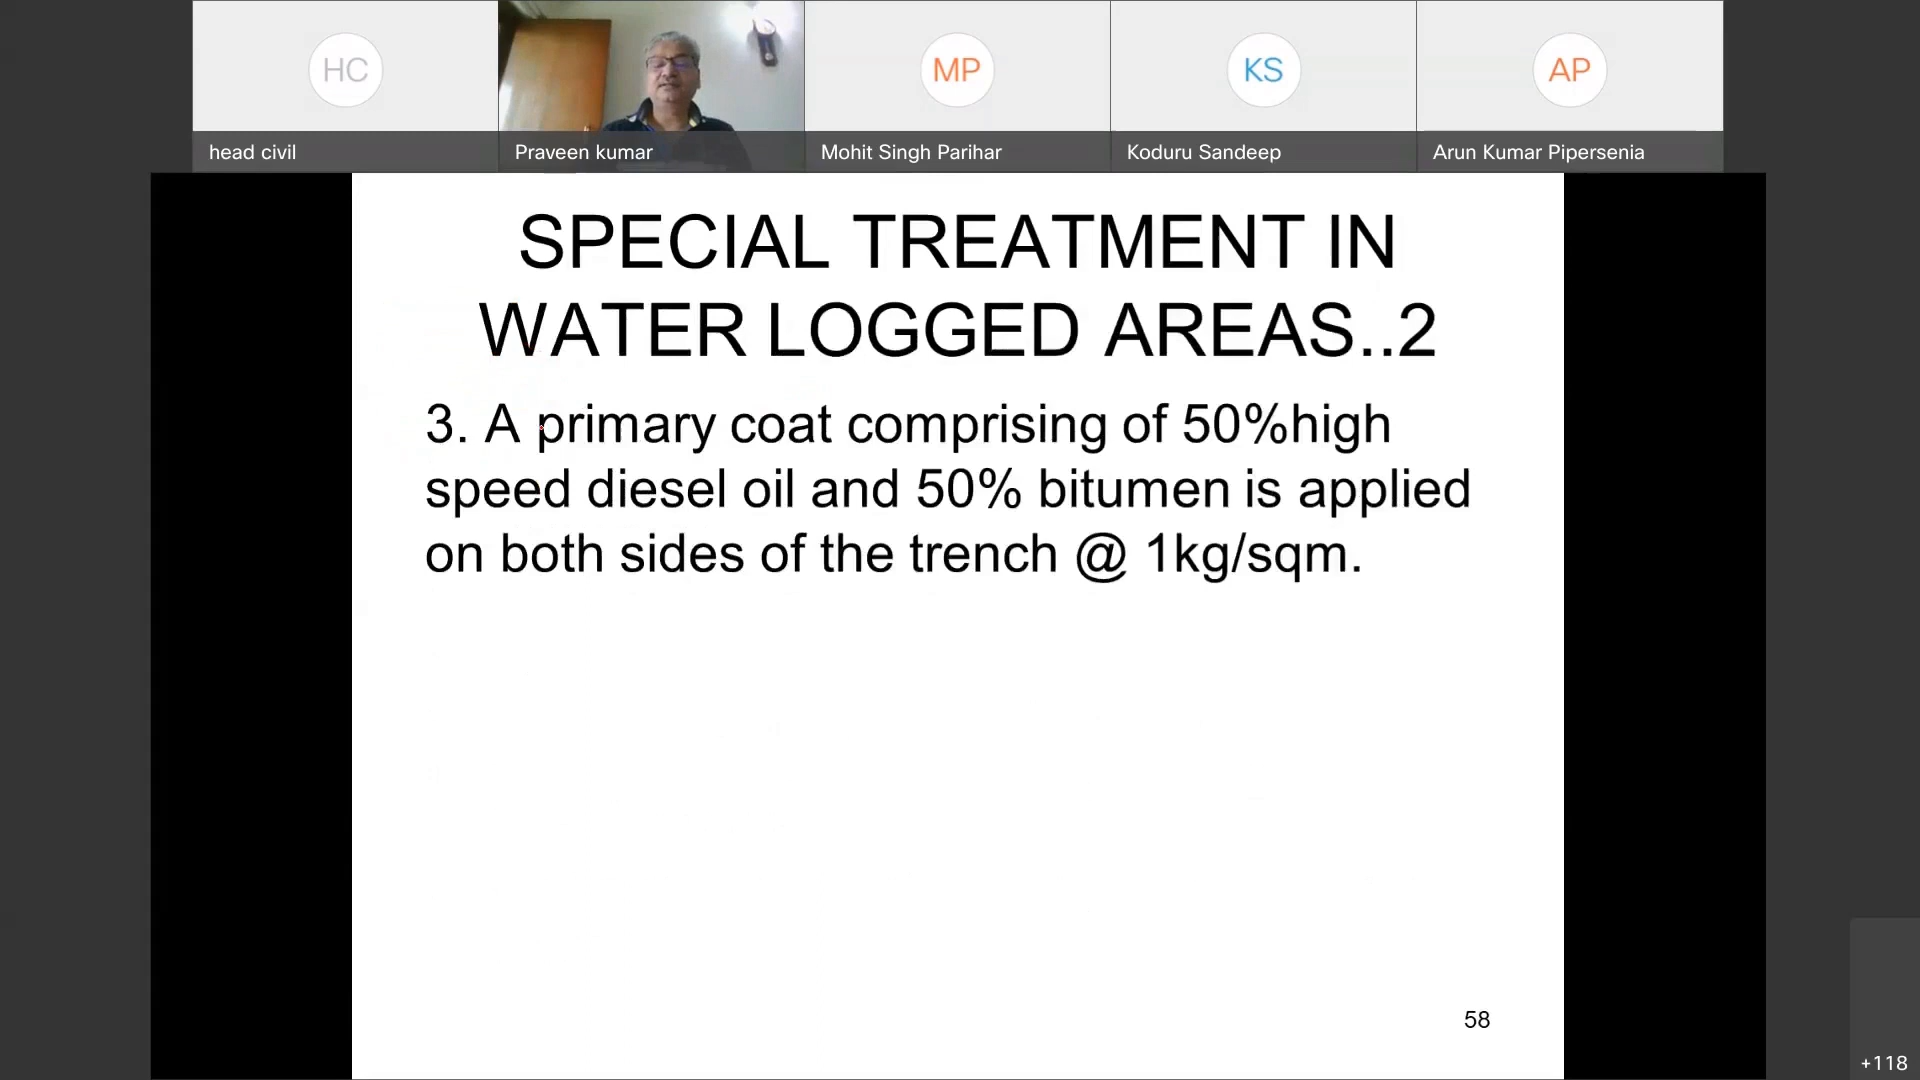 HC
MP
KS
AP
head civil
Praveen kumar
Mohit Singh Parihar
Koduru Sandeep
Arun Kumar Pipersenia
SPECIAL TREATMENT IN
WATER LOGGED AREAS..2
3. A primary coat comprising of 50%high
speed diesel oil and 50% bitumen is applied
on both sides of the trench @ 1kg/sqm.
58
+118